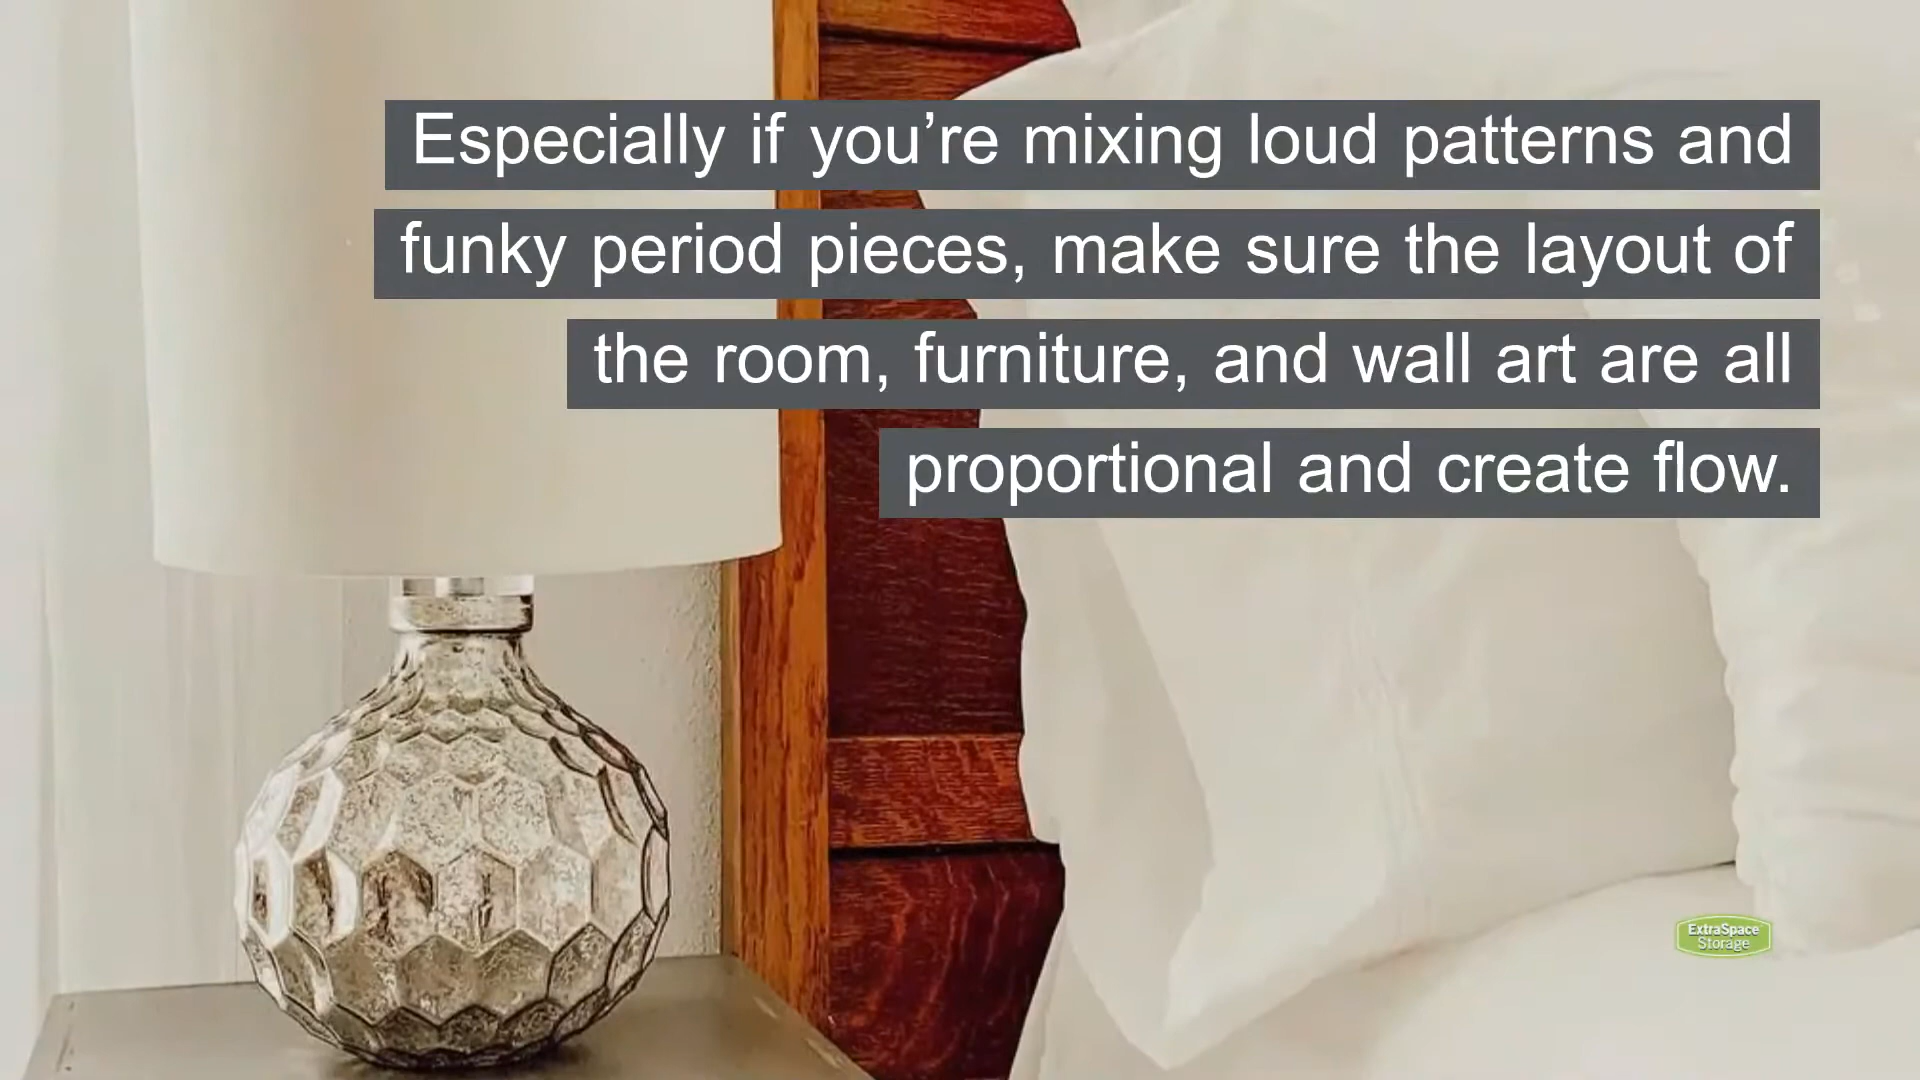 Especially if you’re mixing loud patterns and
funky period pieces, make sure the layout of
the room, furniture, and wall art are all
proportional and create flow.
ExtraSpace
Storage